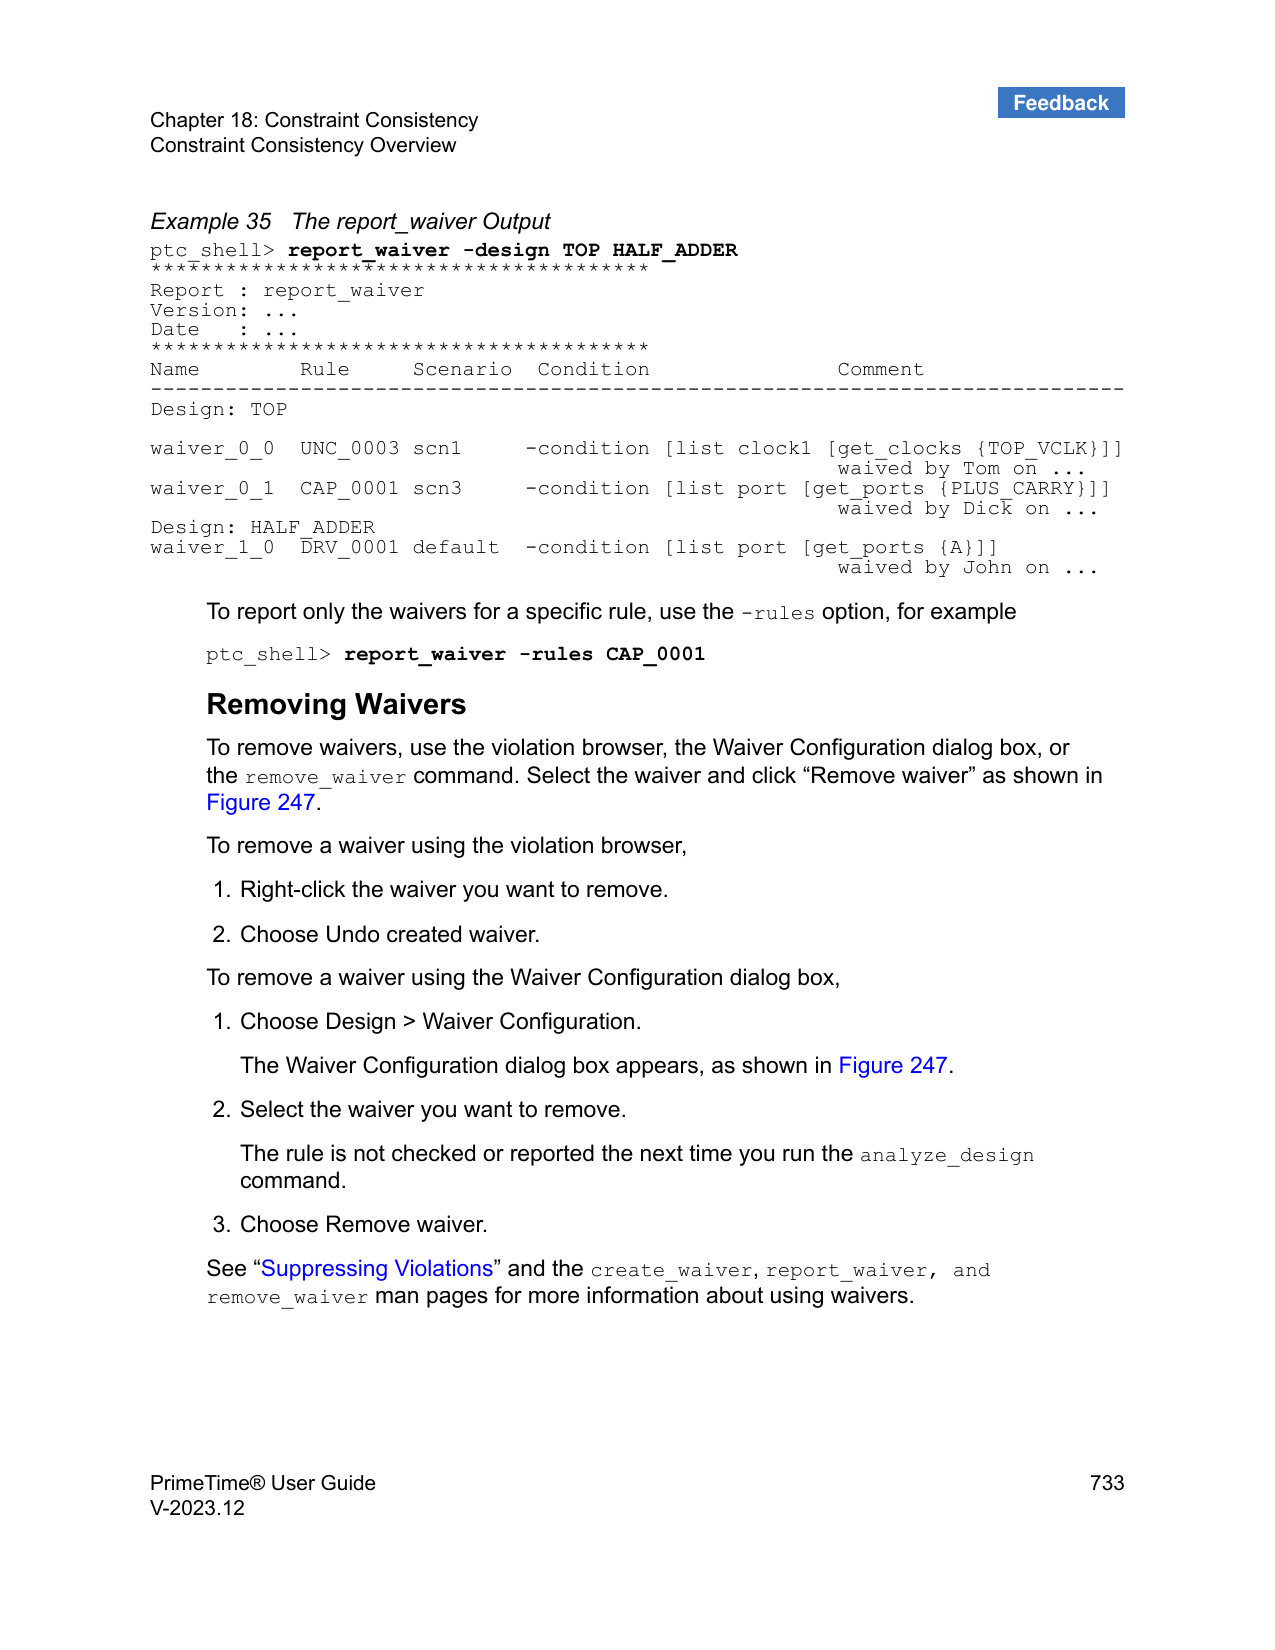 Feedback
Chapter 18: Constraint Consistency
Constraint Consistency Overview
Example 35   The report_waiver Output
ptc_shell> report_waiver -design TOP HALF_ADDER
****************************************
Report : report_waiver
Version: ...
Date   : ...
****************************************
Name        Rule     Scenario  Condition               Comment
------------------------------------------------------------------------------
Design: TOP
waiver_0_0  UNC_0003 scn1     -condition [list clock1 [get_clocks {TOP_VCLK}]]
                                                       waived by Tom on ...
waiver_0_1  CAP_0001 scn3     -condition [list port [get_ports {PLUS_CARRY}]]
                                                       waived by Dick on ...
Design: HALF_ADDER
waiver_1_0  DRV_0001 default  -condition [list port [get_ports {A}]]
                                                       waived by John on ...
To report only the waivers for a specific rule, use the -rules option, for example
ptc_shell> report_waiver -rules CAP_0001
Removing Waivers
To remove waivers, use the violation browser, the Waiver Configuration dialog box, or
the remove_waiver command. Select the waiver and click “Remove waiver” as shown in
Figure 247.
To remove a waiver using the violation browser,
1. Right-click the waiver you want to remove.
2. Choose Undo created waiver.
To remove a waiver using the Waiver Configuration dialog box,
1. Choose Design > Waiver Configuration.
The Waiver Configuration dialog box appears, as shown in Figure 247.
2. Select the waiver you want to remove.
The rule is not checked or reported the next time you run the analyze_design
command.
3. Choose Remove waiver.
See “Suppressing Violations” and the create_waiver, report_waiver, and
remove_waiver man pages for more information about using waivers.
PrimeTime® User Guide 733
V-2023.12